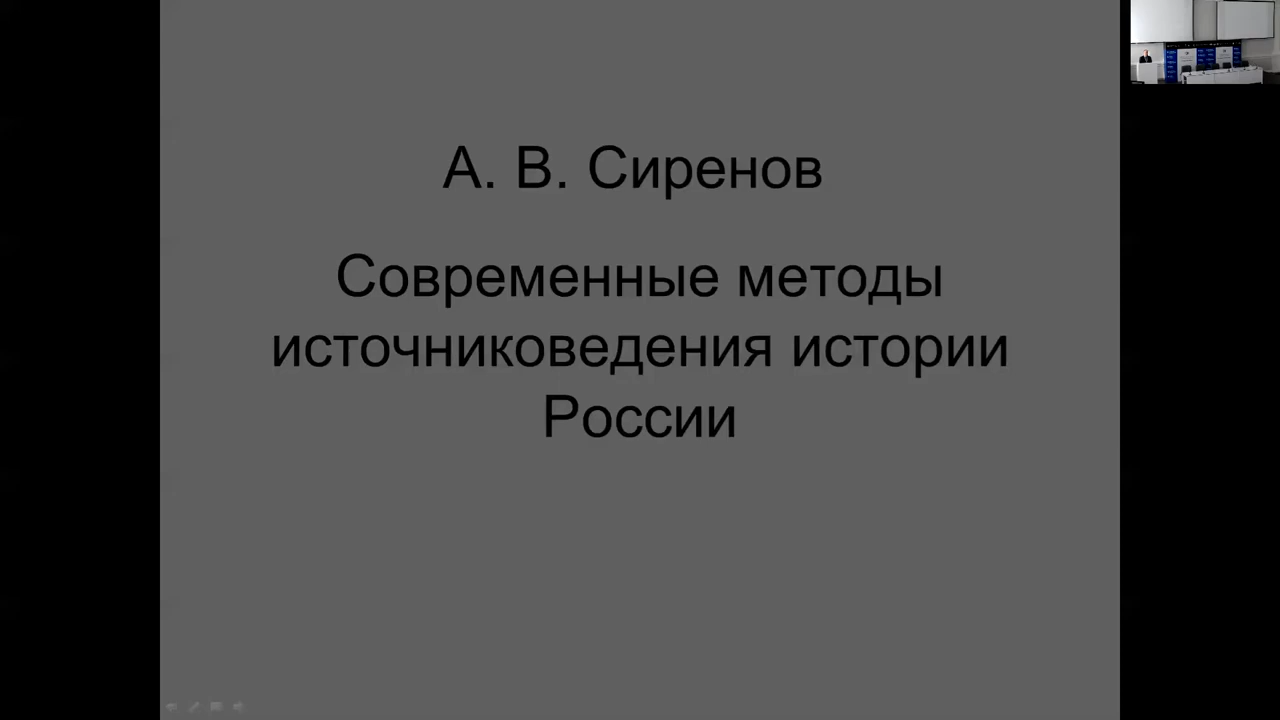 А. В. Сиренов
Современные методы
источниковедения истории
России